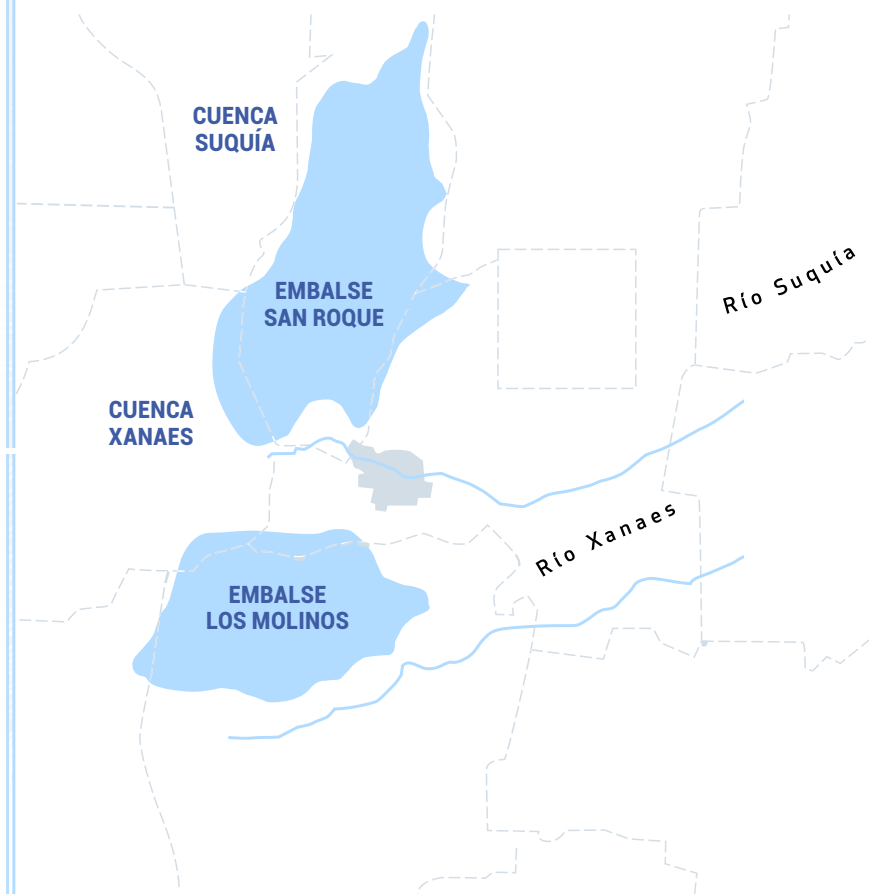 CUENCA
SUQUÍA
Río Suquía
EMBALSE
SAN ROQUE
CUENCA
XANAES
Río Xanaes
EMBALSE
LOS MOLINOS